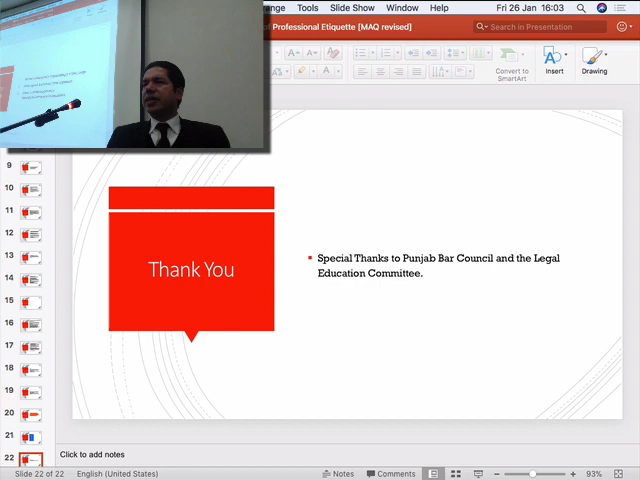 ange Tools Slide Show Window Help Fri 26 Jan 16:03
of Professional Etiquette [MAQ revised]
Search in Presentation
Convert to
SmartArt
Insert
Drawing
9
10
11
12
13
14
15
16
17
18
19
20
21
22
Thank You
Special Thanks to Punjab Bar Council and the Legal
Education Committee.
Click to add notes
Slide 22 of 22 English (United States) Notes Comments 93%